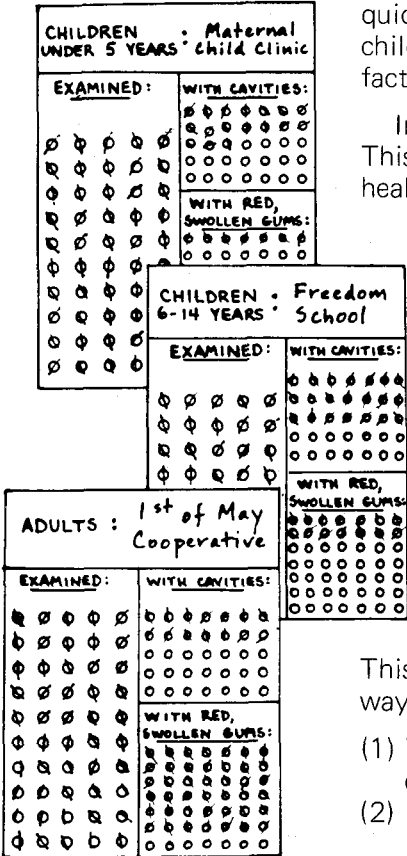 CHILDREN
UNDER 5 YEARS : Maternal
Child Clinic
EXAMINED:
WITH CAVITIES:
WITH RED,
SWOLLEN GUMS:
CHILDREN
6-14 YEARS : Freedom
School
EXAMINED:
WITH CAVITIES:
WITH RED,
SWOLLEN GUMS:
ADULTS : 1st of May
Cooperative
EXAMINED:
WITH CAVITIES:
WITH RED,
SWOLLEN GUMS:
This
way
(1)
(2)